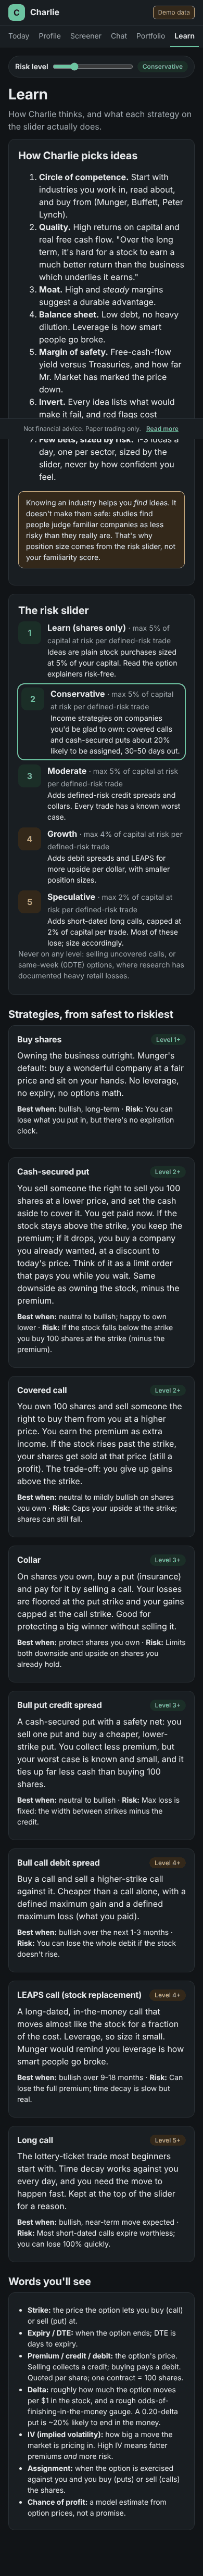 C Charlie Demo data
Today Profile Screener Chat Portfolio Learn
Risk level Conservative
Learn
How Charlie thinks, and what each strategy on
the slider actually does.
How Charlie picks ideas
1. Circle of competence. Start with
industries you work in, read about,
and buy from (Munger, Buffett, Peter
Lynch).
2. Quality. High returns on capital and
real free cash flow. "Over the long
term, it's hard for a stock to earn a
much better return than the business
which underlies it earns."
3. Moat. High and steady margins
suggest a durable advantage.
4. Balance sheet. Low debt, no heavy
dilution. Leverage is how smart
people go broke.
5. Margin of safety. Free-cash-flow
yield versus Treasuries, and how far
Mr. Market has marked the price
down.
6. Invert. Every idea lists what would
make it fail, and red flags cost
Not financial advice. Paper trading only. Read more
7. Few bets, sized by risk. 1-3 ideas a
day, one per sector, sized by the
slider, never by how confident you
feel.
Knowing an industry helps you find ideas. It
doesn't make them safe: studies find
people judge familiar companies as less
risky than they really are. That's why
position size comes from the risk slider, not
your familiarity score.
The risk slider
1 Learn (shares only) · max 5% of
capital at risk per defined-risk trade
Ideas are plain stock purchases sized
at 5% of your capital. Read the option
explainers risk-free.
2 Conservative · max 5% of capital
at risk per defined-risk trade
Income strategies on companies
you'd be glad to own: covered calls
and cash-secured puts about 20%
likely to be assigned, 30-50 days out.
3 Moderate · max 5% of capital at risk
per defined-risk trade
Adds defined-risk credit spreads and
collars. Every trade has a known worst
case.
4 Growth · max 4% of capital at risk per
defined-risk trade
Adds debit spreads and LEAPS for
more upside per dollar, with smaller
position sizes.
5 Speculative · max 2% of capital at
risk per defined-risk trade
Adds short-dated long calls, capped at
2% of capital per trade. Most of these
lose; size accordingly.
Never on any level: selling uncovered calls, or
same-week (0DTE) options, where research has
documented heavy retail losses.
Strategies, from safest to riskiest
Buy shares Level 1+
Owning the business outright. Munger's
default: buy a wonderful company at a fair
price and sit on your hands. No leverage,
no expiry, no options math.
Best when: bullish, long-term · Risk: You can
lose what you put in, but there's no expiration
clock.
Cash-secured put Level 2+
You sell someone the right to sell you 100
shares at a lower price, and set the cash
aside to cover it. You get paid now. If the
stock stays above the strike, you keep the
premium; if it drops, you buy a company
you already wanted, at a discount to
today's price. Think of it as a limit order
that pays you while you wait. Same
downside as owning the stock, minus the
premium.
Best when: neutral to bullish; happy to own
lower · Risk: If the stock falls below the strike
you buy 100 shares at the strike (minus the
premium).
Covered call Level 2+
You own 100 shares and sell someone the
right to buy them from you at a higher
price. You earn the premium as extra
income. If the stock rises past the strike,
your shares get sold at that price (still a
profit). The trade-off: you give up gains
above the strike.
Best when: neutral to mildly bullish on shares
you own · Risk: Caps your upside at the strike;
shares can still fall.
Collar Level 3+
On shares you own, buy a put (insurance)
and pay for it by selling a call. Your losses
are floored at the put strike and your gains
capped at the call strike. Good for
protecting a big winner without selling it.
Best when: protect shares you own · Risk: Limits
both downside and upside on shares you
already hold.
Bull put credit spread Level 3+
A cash-secured put with a safety net: you
sell one put and buy a cheaper, lower-
strike put. You collect less premium, but
your worst case is known and small, and it
ties up far less cash than buying 100
shares.
Best when: neutral to bullish · Risk: Max loss is
fixed: the width between strikes minus the
credit.
Bull call debit spread Level 4+
Buy a call and sell a higher-strike call
against it. Cheaper than a call alone, with a
defined maximum gain and a defined
maximum loss (what you paid).
Best when: bullish over the next 1-3 months ·
Risk: You can lose the whole debit if the stock
doesn't rise.
LEAPS call (stock replacement) Level 4+
A long-dated, in-the-money call that
moves almost like the stock for a fraction
of the cost. Leverage, so size it small.
Munger would remind you leverage is how
smart people go broke.
Best when: bullish over 9-18 months · Risk: Can
lose the full premium; time decay is slow but
real.
Long call Level 5+
The lottery-ticket trade most beginners
start with. Time decay works against you
every day, and you need the move to
happen fast. Kept at the top of the slider
for a reason.
Best when: bullish, near-term move expected ·
Risk: Most short-dated calls expire worthless;
you can lose 100% quickly.
Words you'll see
• Strike: the price the option lets you buy (call)
or sell (put) at.
• Expiry / DTE: when the option ends; DTE is
days to expiry.
• Premium / credit / debit: the option's price.
Selling collects a credit; buying pays a debit.
Quoted per share; one contract = 100 shares.
• Delta: roughly how much the option moves
per $1 in the stock, and a rough odds-of-
finishing-in-the-money gauge. A 0.20-delta
put is ~20% likely to end in the money.
• IV (implied volatility): how big a move the
market is pricing in. High IV means fatter
premiums and more risk.
• Assignment: when the option is exercised
against you and you buy (puts) or sell (calls)
the shares.
• Chance of profit: a model estimate from
option prices, not a promise.